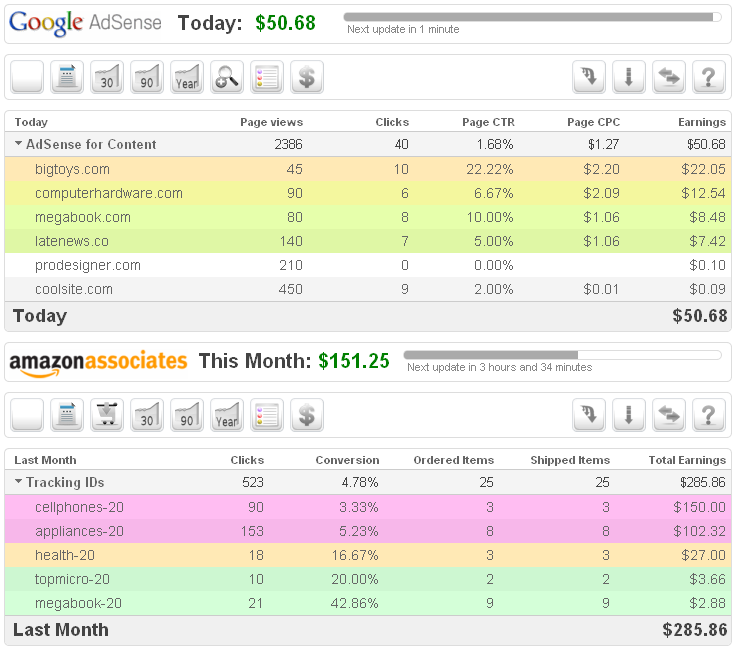 Google AdSense Today: $50.68
Next update in 1 minute
30 90 Year $ ?
Today Page views Clicks Page CTR Page CPC Earnings
AdSense for Content 2386 40 1.68% $1.27 $50.68
bigtoys.com 45 10 22.22% $2.20 $22.05
computerhardware.com 90 6 6.67% $2.09 $12.54
megabook.com 80 8 10.00% $1.06 $8.48
latenews.co 140 7 5.00% $1.06 $7.42
prodesigner.com 210 0 0.00% $0.10
coolsite.com 450 9 2.00% $0.01 $0.09
Today $50.68
amazonassociates This Month: $151.25
Next update in 3 hours and 34 minutes
30 90 Year $ ?
Last Month Clicks Conversion Ordered Items Shipped Items Total Earnings
Tracking IDs 523 4.78% 25 25 $285.86
cellphones-20 90 3.33% 3 3 $150.00
appliances-20 153 5.23% 8 8 $102.32
health-20 18 16.67% 3 3 $27.00
topmicro-20 10 20.00% 2 2 $3.66
megabook-20 21 42.86% 9 9 $2.88
Last Month $285.86